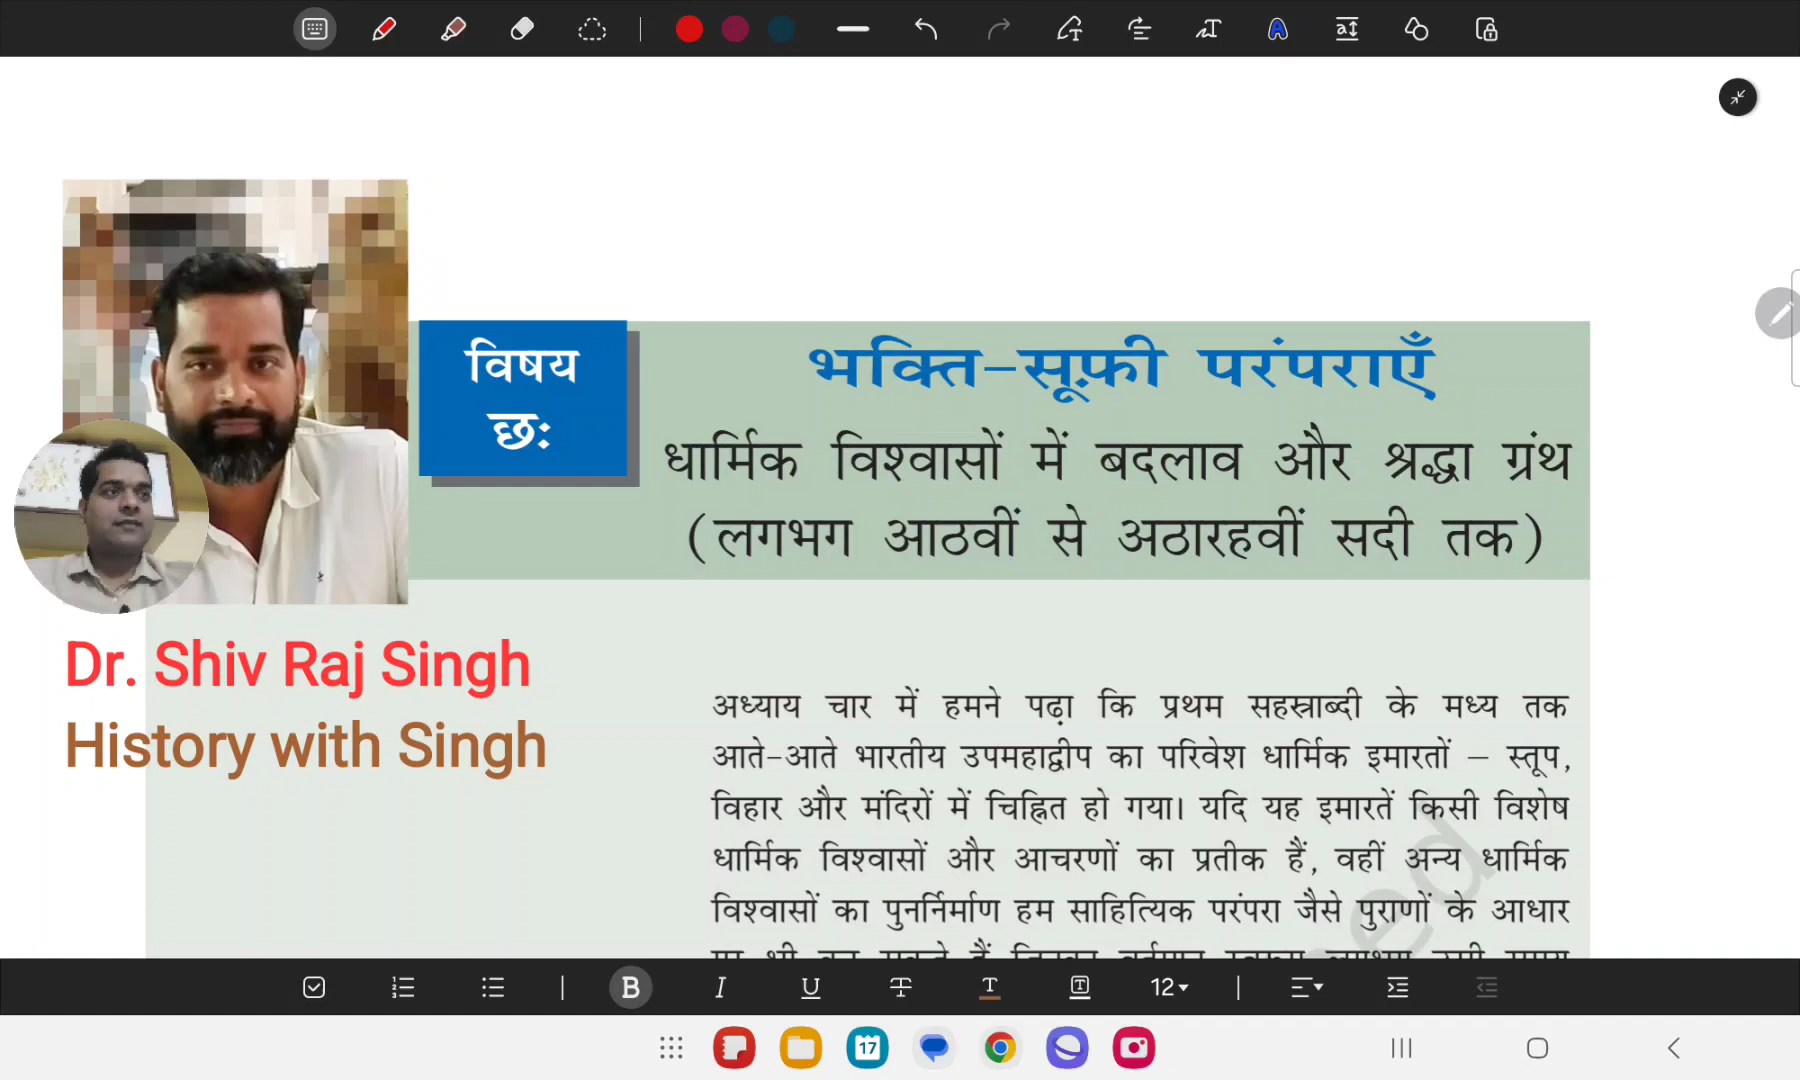 विषय
छः
भक्ति-सूफ़ी परंपराएँ
धार्मिक विश्वासों में बदलाव और श्रद्धा ग्रंथ
(लगभग आठवीं से अठारहवीं सदी तक)
Dr. Shiv Raj Singh
History with Singh
अध्याय चार में हमने पढ़ा कि प्रथम सहस्राब्दी के मध्य तक
आते-आते भारतीय उपमहाद्वीप का परिवेश धार्मिक इमारतों – स्तूप,
विहार और मंदिरों में चिह्नित हो गया। यदि यह इमारतें किसी विशेष
धार्मिक विश्वासों और आचरणों का प्रतीक हैं, वहीं अन्य धार्मिक
विश्वासों का पुनर्निर्माण हम साहित्यिक परंपरा जैसे पुराणों के आधार
12
17